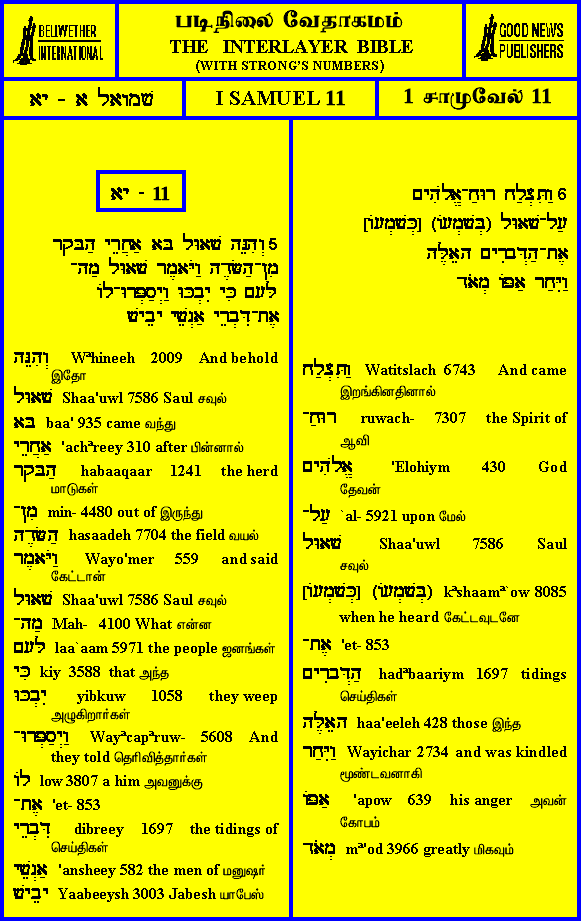 BELLWETHER
INTERNATIONAL
படிநிலை வேதாகமம்
THE INTERLAYER BIBLE
(WITH STRONG'S NUMBERS)
GOOD NEWS
PUBLISHERS
שמואל א - יא
I SAMUEL 11
1 சாமுவேல் 11
יא - 11
5 וְהִנֵּה שָׁאוּל בָּא אַחֲרֵי הַבָּקָר
מִן־הַשָּׂדֶה וַיֹּאמֶר שָׁאוּל מַה־
לָּעָם כִּי יִבְכּוּ וַיְסַפְּרוּ־לוֹ
אֶת־דִּבְרֵי אַנְשֵׁי יָבֵישׁ
וְהִנֵּה Wªhineeh 2009 And behold
இதோ
שָׁאוּל Shaa'uwl 7586 Saul சவுல்
בָּא baa' 935 came வந்து
אַחֲרֵי 'achªreey 310 after பின்னால்
הַבָּקָר habaaqaar 1241 the herd
மாடுகள்
מִן־ min- 4480 out of இருந்து
הַשָּׂדֶה hasaadeh 7704 the field வயல்
וַיֹּאמֶר Wayo'mer 559 and said
கேட்டான்
שָׁאוּל Shaa'uwl 7586 Saul சவுல்
מַה־ Mah- 4100 What என்ன
לָּעָם laa`aam 5971 the people ஜனங்கள்
כִּי kiy 3588 that அந்த
יִבְכּוּ yibkuw 1058 they weep
அழுகிறார்கள்
וַיְסַפְּרוּ־ Wayªcapªruw- 5608 And
they told தெரிவித்தார்கள்
לוֹ low 3807 a him அவனுக்கு
אֶת־ 'et- 853
דִּבְרֵי dibreey 1697 the tidings of
செய்திகள்
אַנְשֵׁי 'ansheey 582 the men of மனுஷர்
יָבֵישׁ Yaabeeysh 3003 Jabesh யாபேஸ்
6 וַתִּצְלַח רוּחַ־אֱלֹהִים
עַל־שָׁאוּל (בְּשָׁמְעוֹ) [כְּשָׁמְעוֹ]
אֶת־הַדְּבָרִים הָאֵלֶּה
וַיִּחַר אַפּוֹ מְאֹד
וַתִּצְלַח Watitslach 6743 And came
இறங்கினதினால்
רוּחַ־ ruwach- 7307 the Spirit of
ஆவி
אֱלֹהִים 'Elohiym 430 God
தேவன்
עַל־ `al- 5921 upon மேல்
שָׁאוּל Shaa'uwl 7586 Saul
சவுல்
(בְּשָׁמְעוֹ) [כְּשָׁמְעוֹ] kªshaamª`ow 8085
when he heard கேட்டவுடனே
אֶת־ 'et- 853
הַדְּבָרִים hadªbaariym 1697 tidings
செய்திகள்
הָאֵלֶּה haa'eeleh 428 those இந்த
וַיִּחַר Wayichar 2734 and was kindled
மூண்டவனாகி
אַפּוֹ 'apow 639 his anger அவன்
கோபம்
מְאֹד mª'od 3966 greatly மிகவும்